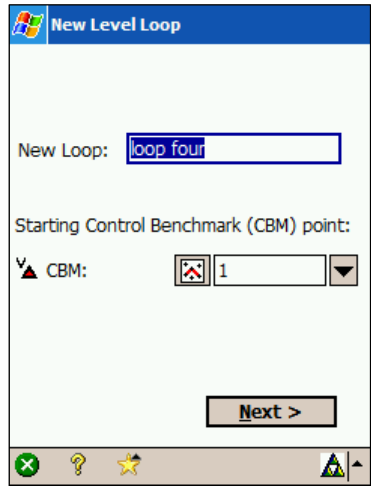 New Level Loop
New Loop: loop four
Starting Control Benchmark (CBM) point:
CBM: 1
Next >